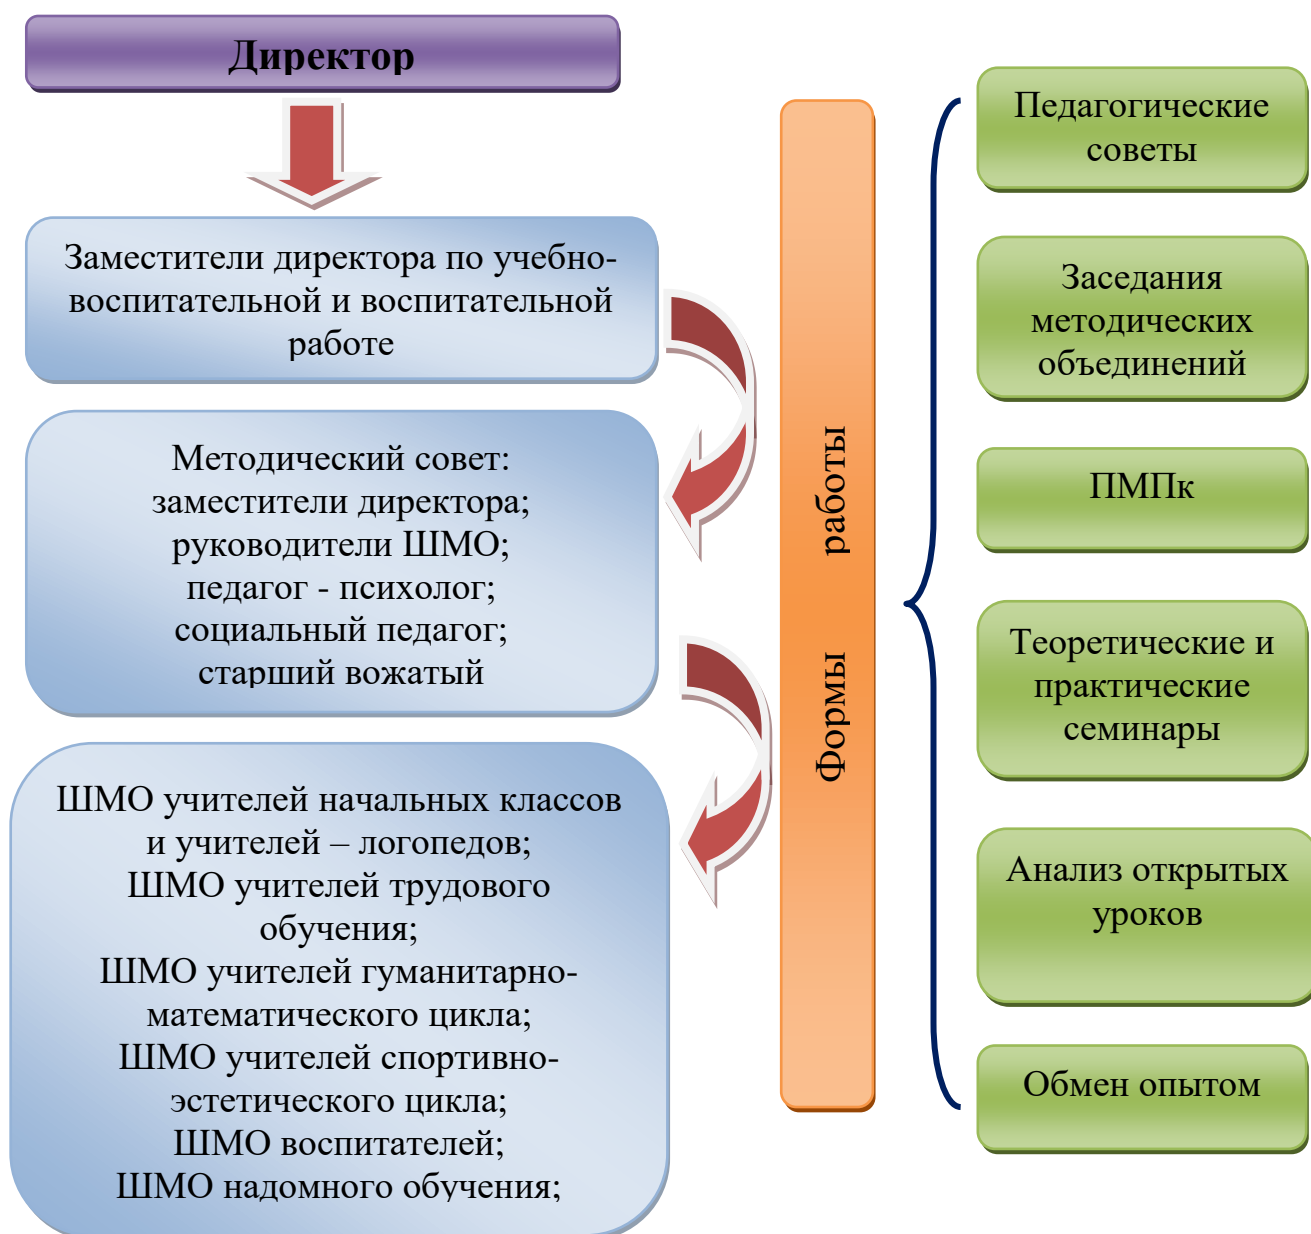 Директор
Заместители директора по учебно-
воспитательной и воспитательной
работе
Методический совет:
заместители директора;
руководители ШМО;
педагог - психолог;
социальный педагог;
старший вожатый
ШМО учителей начальных классов
и учителей – логопедов;
ШМО учителей трудового
обучения;
ШМО учителей гуманитарно-
математического цикла;
ШМО учителей спортивно-
эстетического цикла;
ШМО воспитателей;
ШМО надомного обучения;
Формы работы
Педагогические
советы
Заседания
методических
объединений
ПМПк
Теоретические и
практические
семинары
Анализ открытых
уроков
Обмен опытом